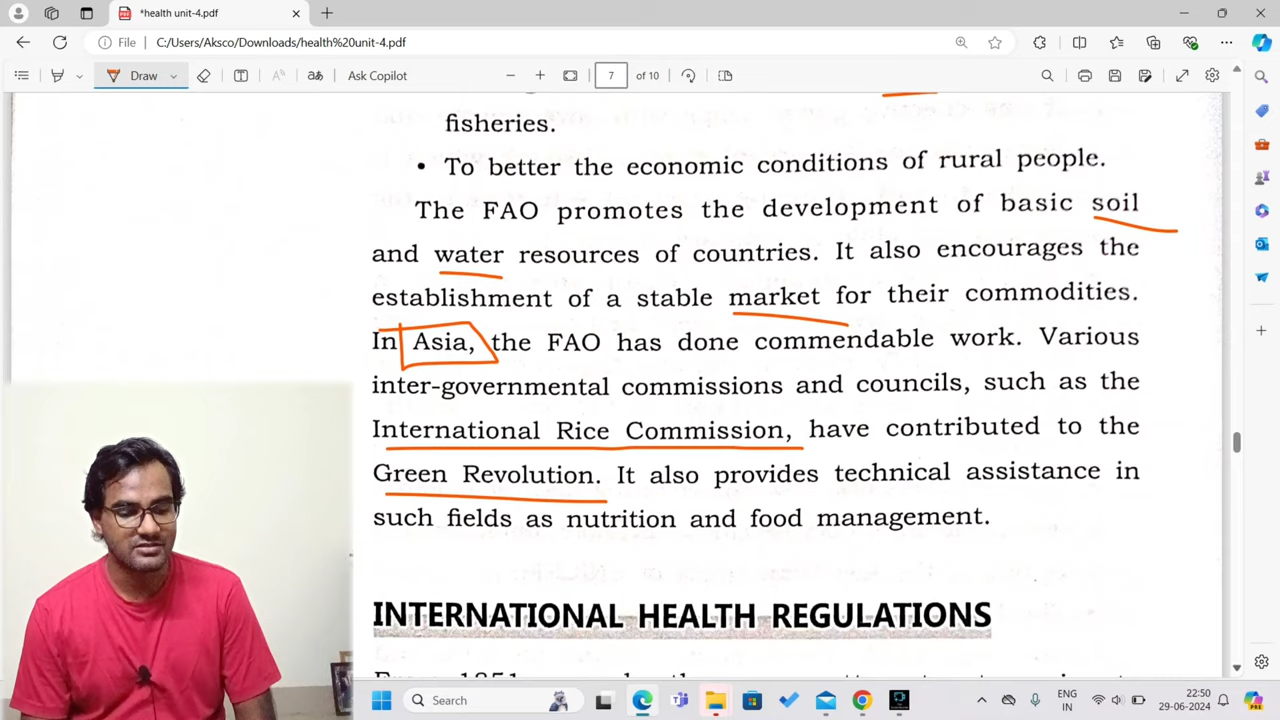 *health unit-4.pdf
File C:/Users/Aksco/Downloads/health%20unit-4.pdf
Draw Ask Copilot 7 of 10
fisheries.
• To better the economic conditions of rural people.
The FAO promotes the development of basic soil
and water resources of countries. It also encourages the
establishment of a stable market for their commodities.
In Asia, the FAO has done commendable work. Various
inter-governmental commissions and councils, such as the
International Rice Commission, have contributed to the
Green Revolution. It also provides technical assistance in
such fields as nutrition and food management.
INTERNATIONAL HEALTH REGULATIONS
Search
ENG
IN
22:50
29-06-2024